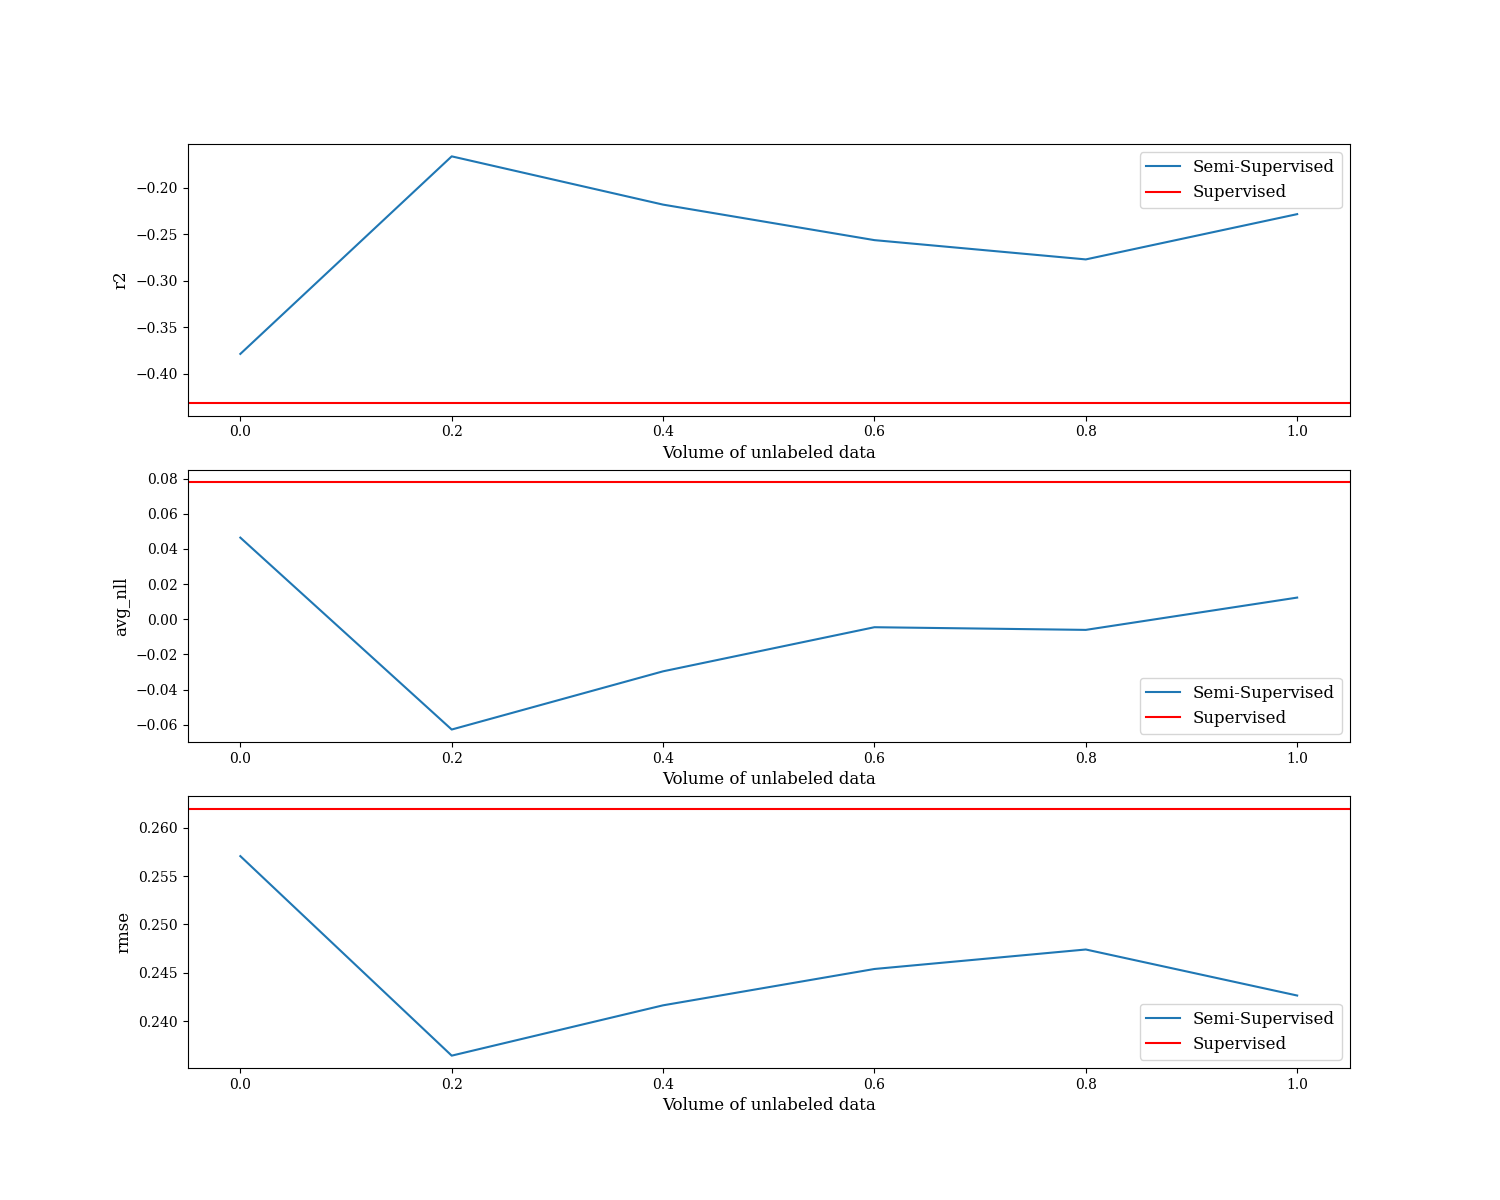 Semi-Supervised
Supervised
−0.20
−0.25
−0.30
−0.35
−0.40
r2
0.0 0.2 0.4 0.6 0.8 1.0
Volume of unlabeled data
0.08
0.06
0.04
0.02
0.00
−0.02
−0.04
−0.06
avg_nll
Semi-Supervised
Supervised
0.0 0.2 0.4 0.6 0.8 1.0
Volume of unlabeled data
0.260
0.255
0.250
0.245
0.240
rmse
Semi-Supervised
Supervised
0.0 0.2 0.4 0.6 0.8 1.0
Volume of unlabeled data